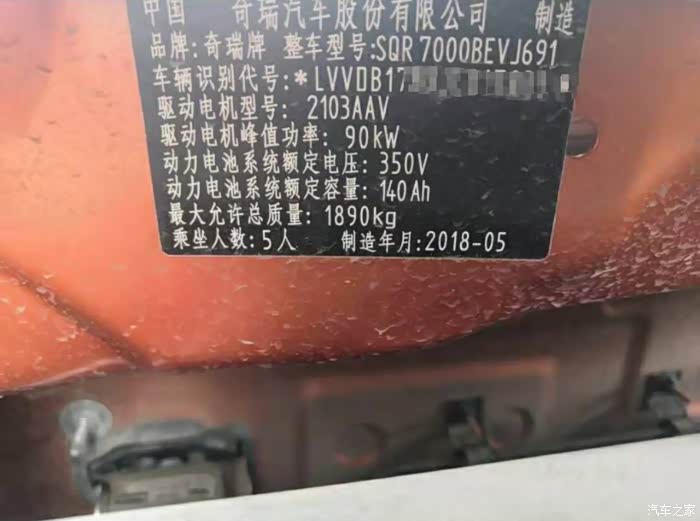 中国 奇瑞汽车股份有限公司 制造
品牌:奇瑞牌 整车型号:SQR7000BEVJ691
车辆识别代号:*LVVDB17
驱动电机型号: 2103AAV
驱动电机峰值功率: 90kW
动力电池系统额定电压: 350V
动力电池系统额定容量: 140Ah
最大允许总质量: 1890kg
乘坐人数:5人 制造年月:2018-05
汽车之家